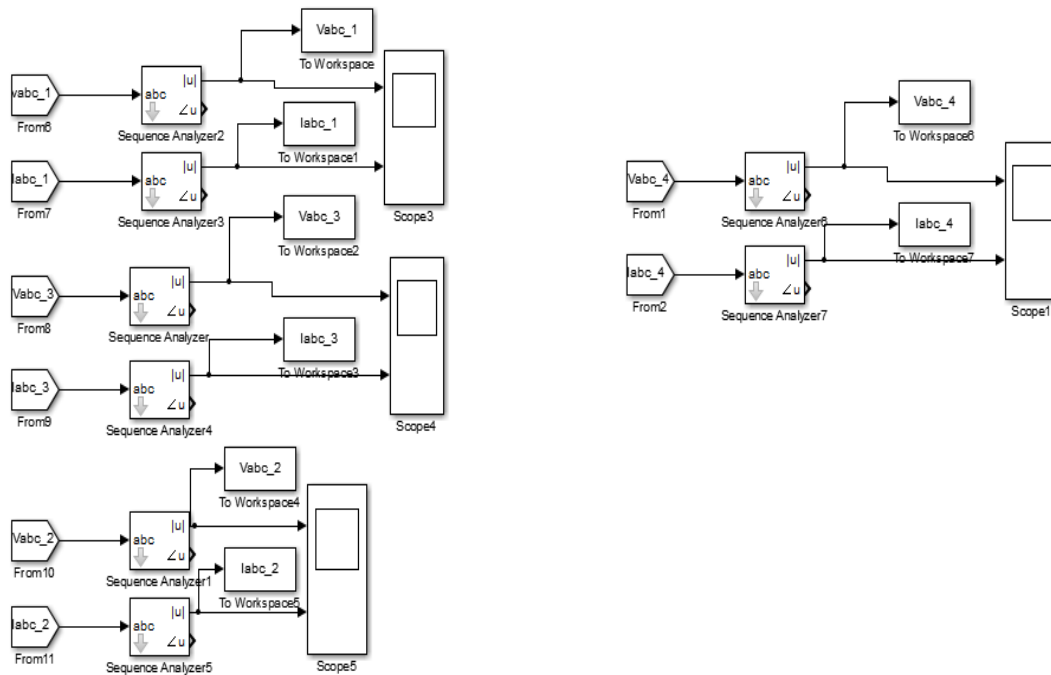 Vabc_1
To Workspace
vabc_1
From6
abc
|u|
∠u
Sequence Analyzer2
Iabc_1
To Workspace1
Iabc_1
From7
abc
|u|
∠u
Sequence Analyzer3
Scope3
Vabc_3
To Workspace2
Vabc_3
From8
abc
|u|
∠u
Sequence Analyzer
Iabc_3
To Workspace3
Iabc_3
From9
abc
|u|
∠u
Sequence Analyzer4
Scope4
Vabc_2
To Workspace4
Vabc_2
From10
abc
|u|
∠u
Sequence Analyzer1
Iabc_2
To Workspace5
Iabc_2
From11
abc
|u|
∠u
Sequence Analyzer5
Scope5
Vabc_4
To Workspace6
Vabc_4
From1
abc
|u|
∠u
Sequence Analyzer6
Iabc_4
To Workspace7
Iabc_4
From2
abc
|u|
∠u
Sequence Analyzer7
Scope1